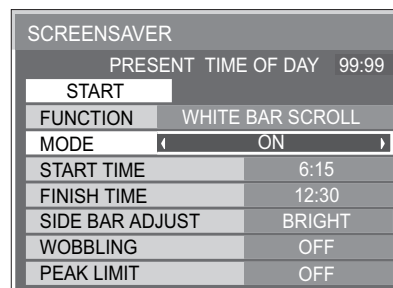 SCREENSAVER
PRESENT TIME OF DAY 99:99
START
FUNCTION WHITE BAR SCROLL
MODE ON
START TIME 6:15
FINISH TIME 12:30
SIDE BAR ADJUST BRIGHT
WOBBLING OFF
PEAK LIMIT OFF